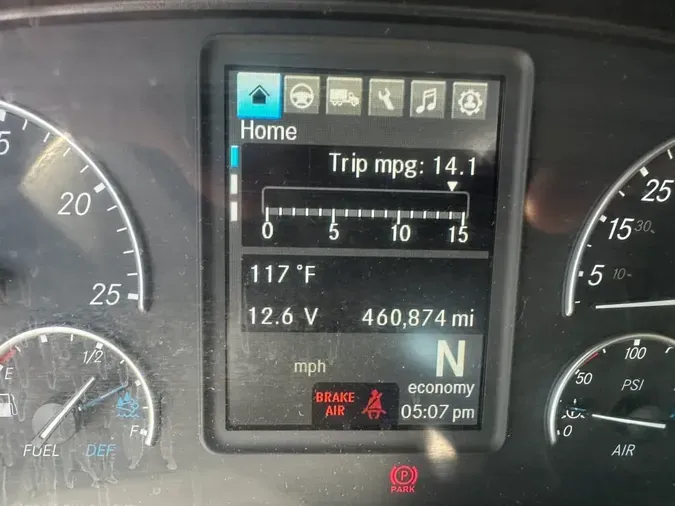 Home
Trip mpg: 14.1
0 5 10 15
117 °F
12.6 V 460,874 mi
mph N
economy
BRAKE
AIR
05:07 pm
P
PARK
5
20
25
1/2
E
F
FUEL DEF
25
15 30
5 10
100
50
PSI
0
AIR